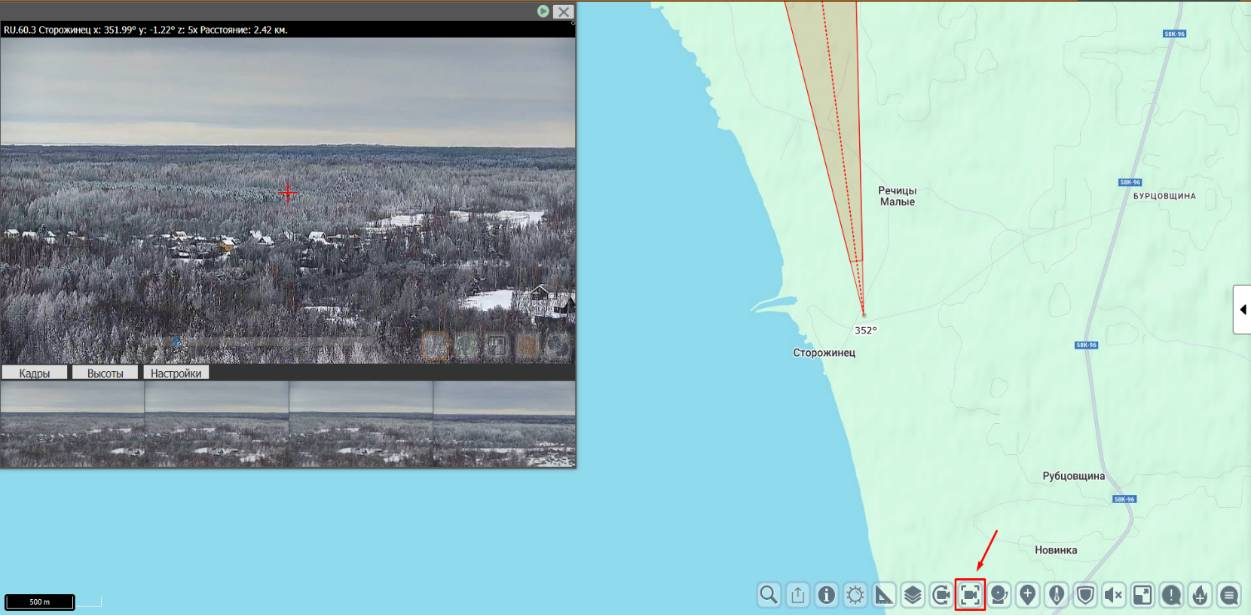 RU.60.3 Сторожинец x: 351.99° y: -1.22° z: 5x Расстояние: 2.42 км.
58К-96
58К-96
Речицы
Малые
БУРЦОВЩИНА
352°
Сторожинец
58К-96
Кадры
Высоты
Настройки
Рубцовщина
58К-96
Новинка
500 m